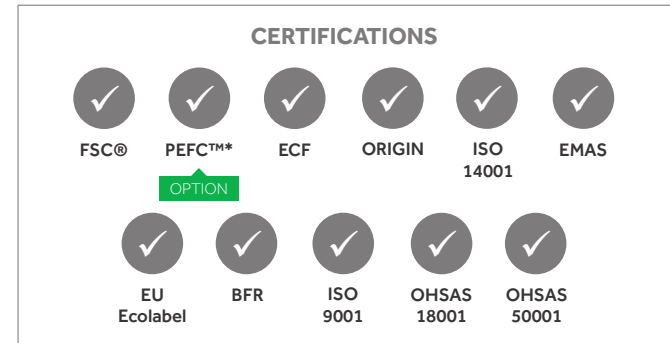 CERTIFICATIONS
FSC®
PEFC™*
ECF
ORIGIN
ISO
14001
EMAS
OPTION
EU
Ecolabel
BFR
ISO
9001
OHSAS
18001
OHSAS
50001